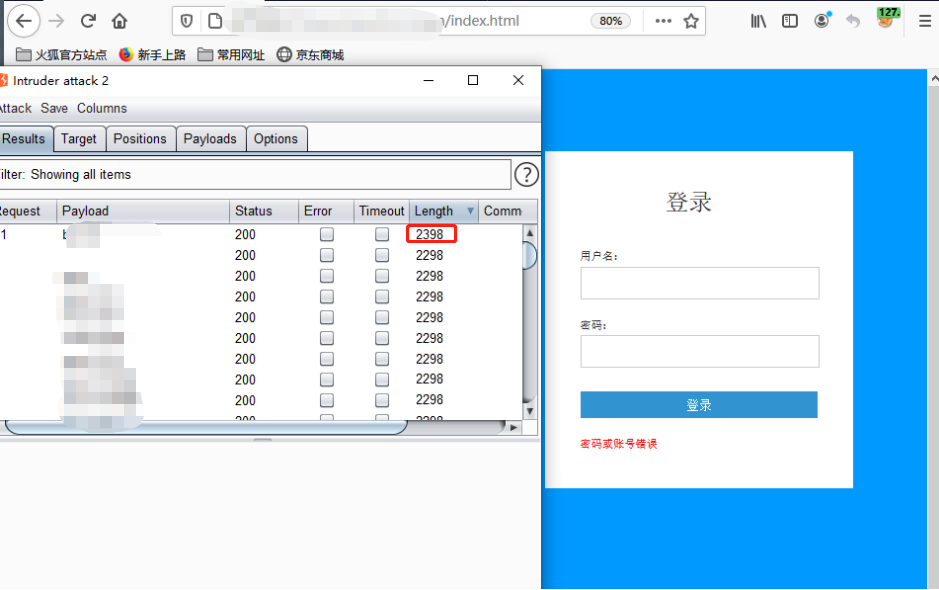 /index.html
80%
127.
火狐官方站点 新手上路 常用网址 京东商城
Intruder attack 2
Attack Save Columns
Results Target Positions Payloads Options
ilter: Showing all items
?
Request Payload Status Error Timeout Length Comm
1 200 2398
200 2298
200 2298
200 2298
200 2298
200 2298
200 2298
200 2298
200 2298
200 2298
登录
用户名：
密码：
登录
密码或账号错误